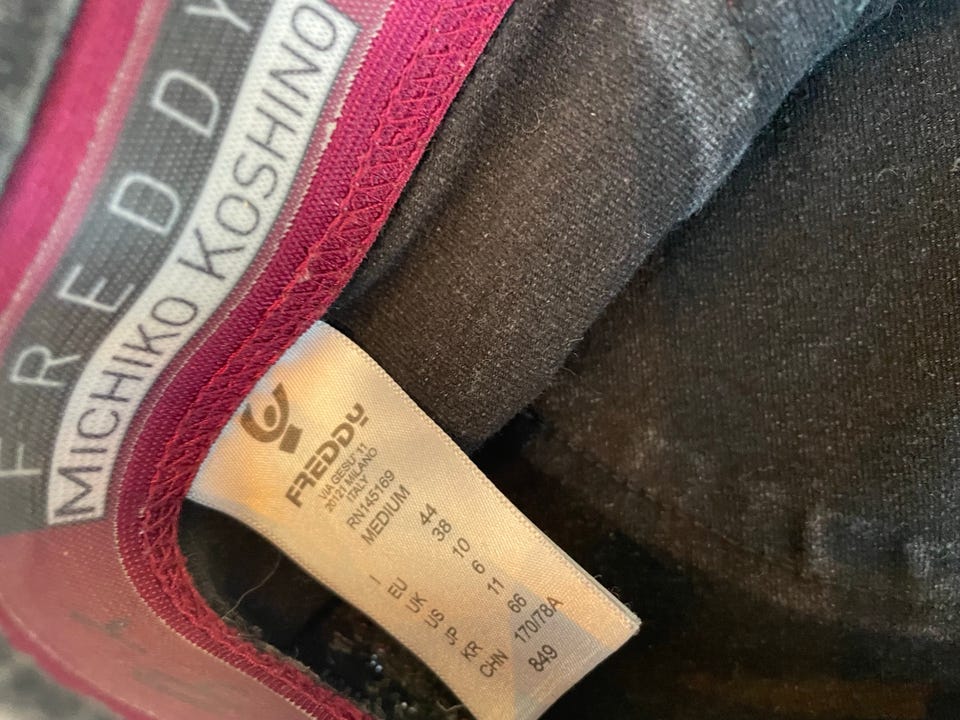 FREDDY
MICHIKO KOSHINO
FREDDY
VIA GESU' 11
20121 MILANO
ITALY
RN145169
MEDIUM
I 44
EU 38
UK 10
US 6
JP 11
KR 66
CHN 170/78A
849